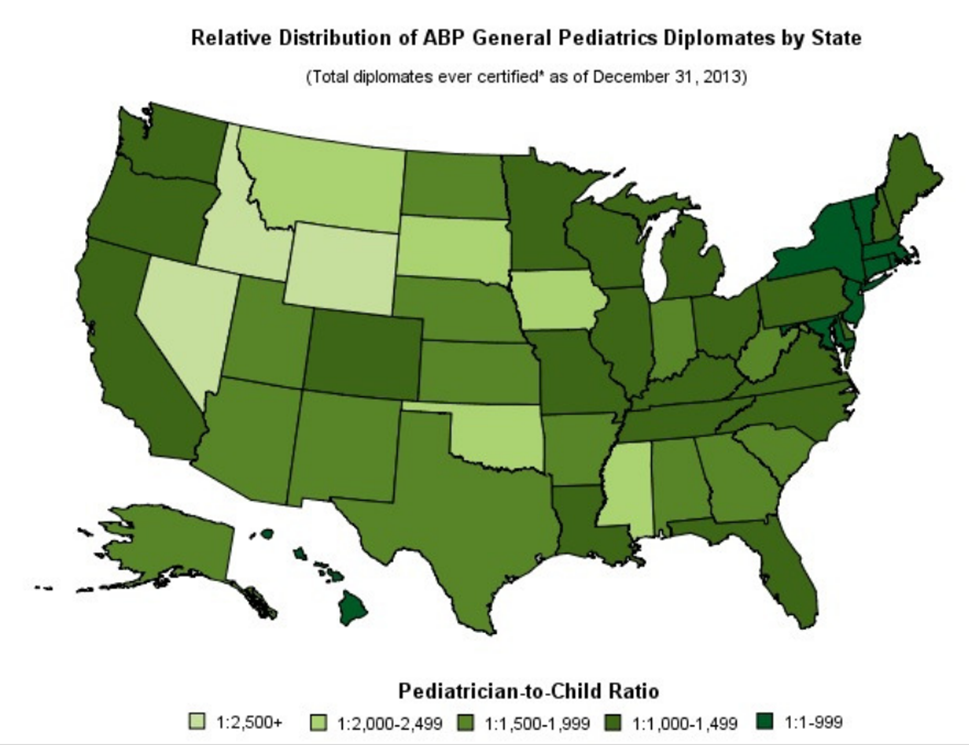 Relative Distribution of ABP General Pediatrics Diplomates by State
(Total diplomates ever certified* as of December 31, 2013)
Pediatrician-to-Child Ratio
1:2,500+ 1:2,000-2,499 1:1,500-1,999 1:1,000-1,499 1:1-999